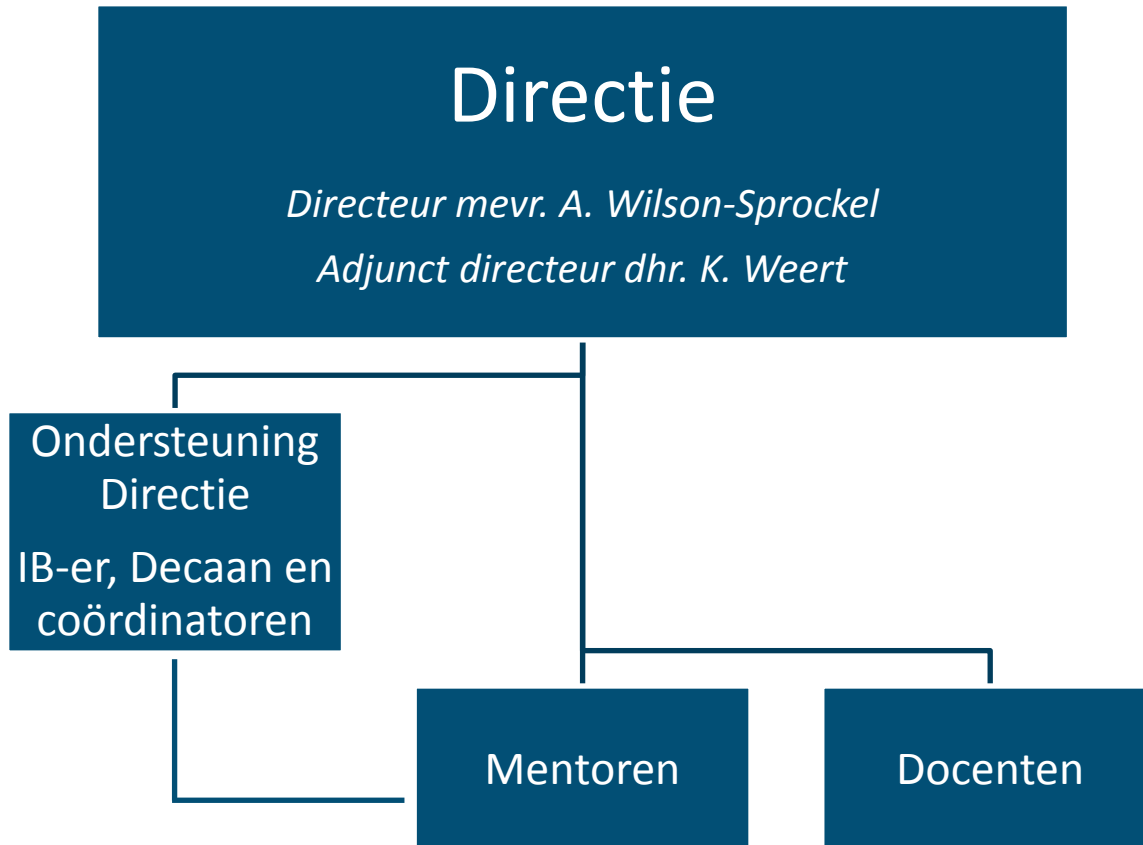 Directie
Directeur mevr. A. Wilson-Sprockel
Adjunct directeur dhr. K. Weert
Ondersteuning
Directie
IB-er, Decaan en
coördinatoren
Mentoren
Docenten